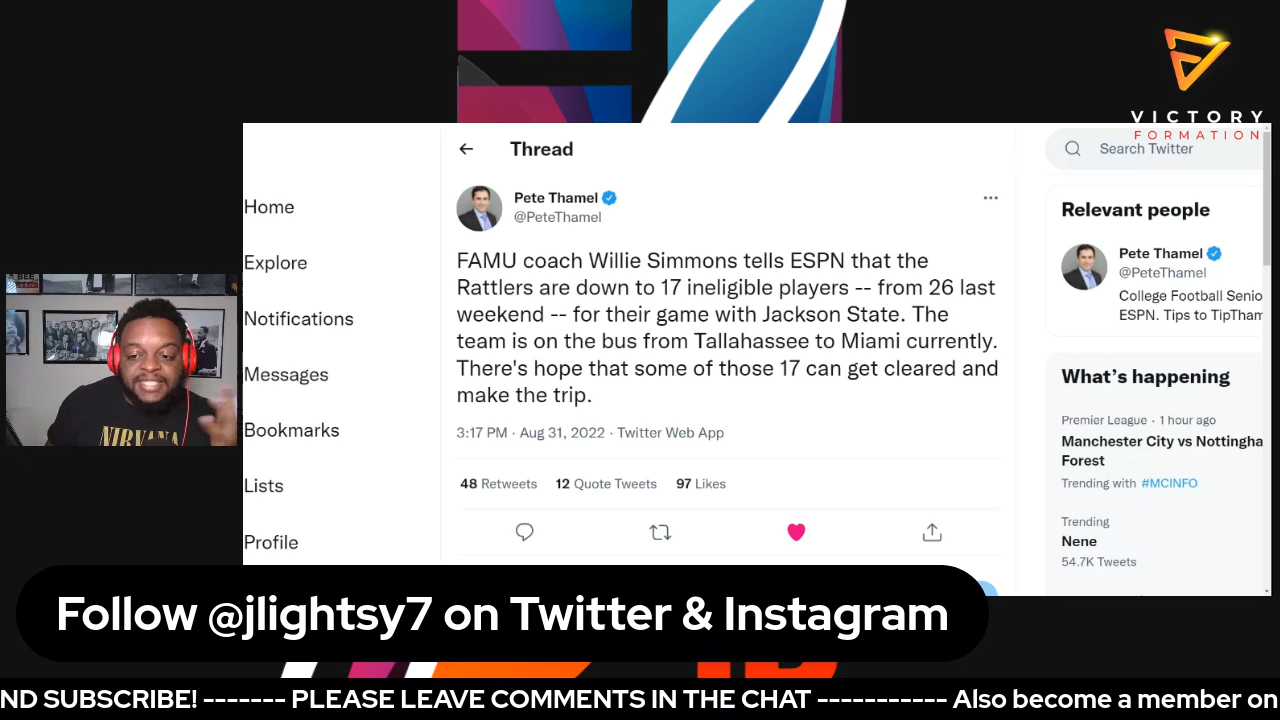 VICTORY
FORMATION
Thread
Search Twitter
Home
Explore
Notifications
Messages
Bookmarks
Lists
Profile
Pete Thamel
@PeteThamel
FAMU coach Willie Simmons tells ESPN that the
Rattlers are down to 17 ineligible players -- from 26 last
weekend -- for their game with Jackson State. The
team is on the bus from Tallahassee to Miami currently.
There's hope that some of those 17 can get cleared and
make the trip.
3:17 PM · Aug 31, 2022 · Twitter Web App
48 Retweets 12 Quote Tweets 97 Likes
Relevant people
Pete Thamel
@PeteThamel
College Football Senio
ESPN. Tips to TipTham
What's happening
Premier League · 1 hour ago
Manchester City vs Nottingha
Forest
Trending with #MCINFO
Trending
Nene
54.7K Tweets
NIRVANA
Follow @jlightsy7 on Twitter & Instagram
ND SUBSCRIBE! ------- PLEASE LEAVE COMMENTS IN THE CHAT ----------- Also become a member on